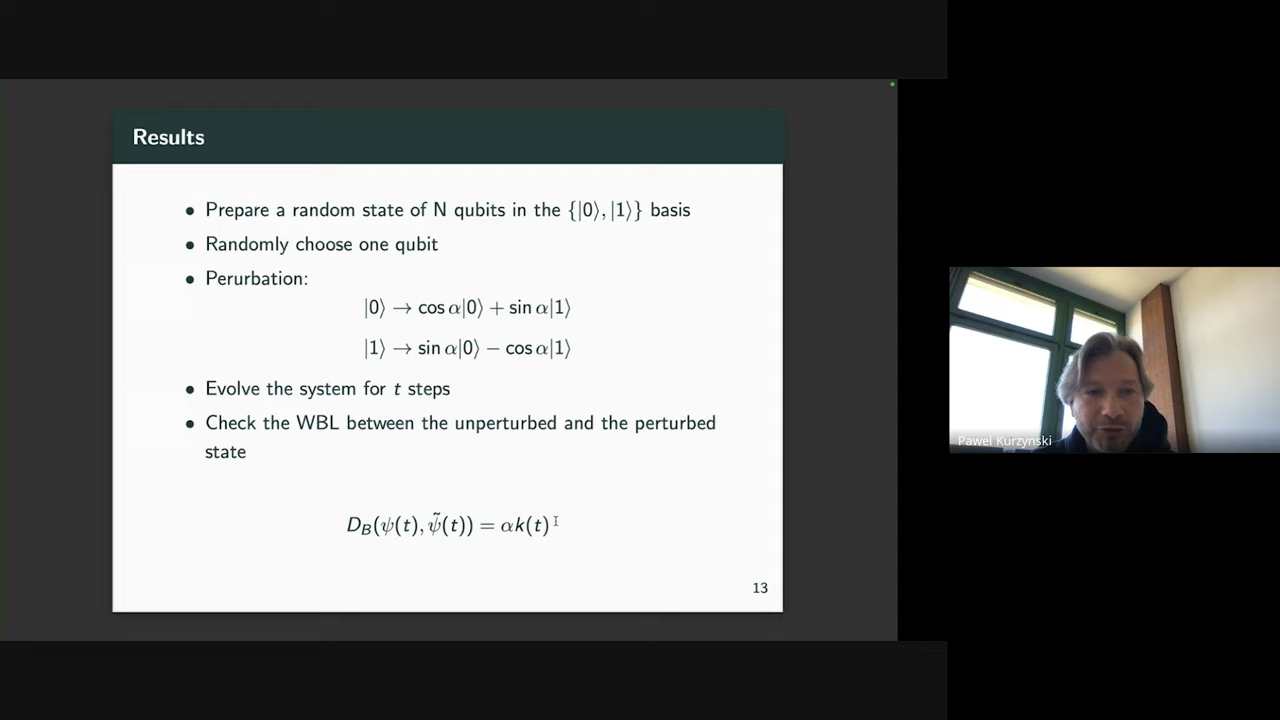 Results
• Prepare a random state of N qubits in the {|0⟩, |1⟩} basis
• Randomly choose one qubit
• Perurbation:
|0⟩ → cos α|0⟩ + sin α|1⟩
|1⟩ → sin α|0⟩ − cos α|1⟩
• Evolve the system for t steps
• Check the WBL between the unperturbed and the perturbed
state
D_B(ψ(t), ψ̃(t)) = αk(t)
13
Pawel Kurzynski